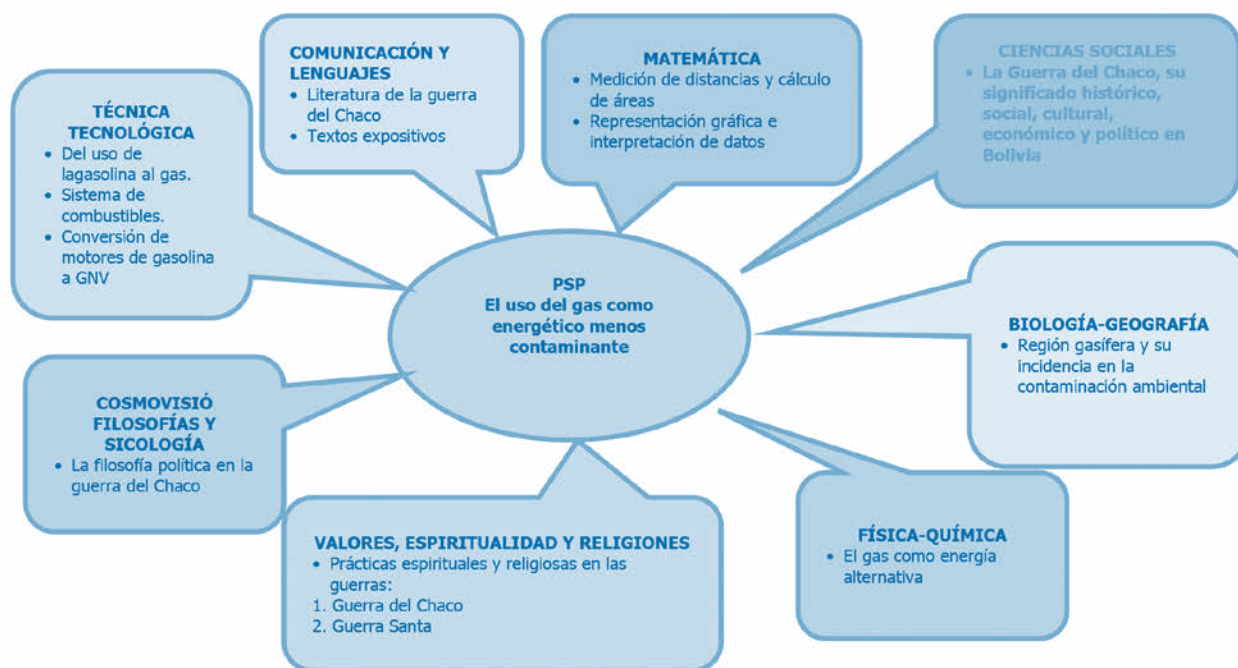 COMUNICACIÓN Y
LENGUAJES
• Literatura de la guerra
del Chaco
• Textos expositivos
MATEMÁTICA
• Medición de distancias y cálculo
de áreas
• Representación gráfica e
interpretación de datos
CIENCIAS SOCIALES
• La Guerra del Chaco, su
significado histórico,
social, cultural,
económico y político en
Bolivia
TÉCNICA
TECNOLÓGICA
• Del uso de
lagasolina al gas.
• Sistema de
combustibles.
• Conversión de
motores de gasolina
a GNV
PSP
El uso del gas como
energético menos
contaminante
BIOLOGÍA-GEOGRAFÍA
• Región gasífera y su
incidencia en la
contaminación ambiental
COSMOVISIÓ
FILOSOFÍAS Y
SICOLOGÍA
• La filosofía política en la
guerra del Chaco
VALORES, ESPIRITUALIDAD Y RELIGIONES
• Prácticas espirituales y religiosas en las
guerras:
1. Guerra del Chaco
2. Guerra Santa
FÍSICA-QUÍMICA
• El gas como energía
alternativa